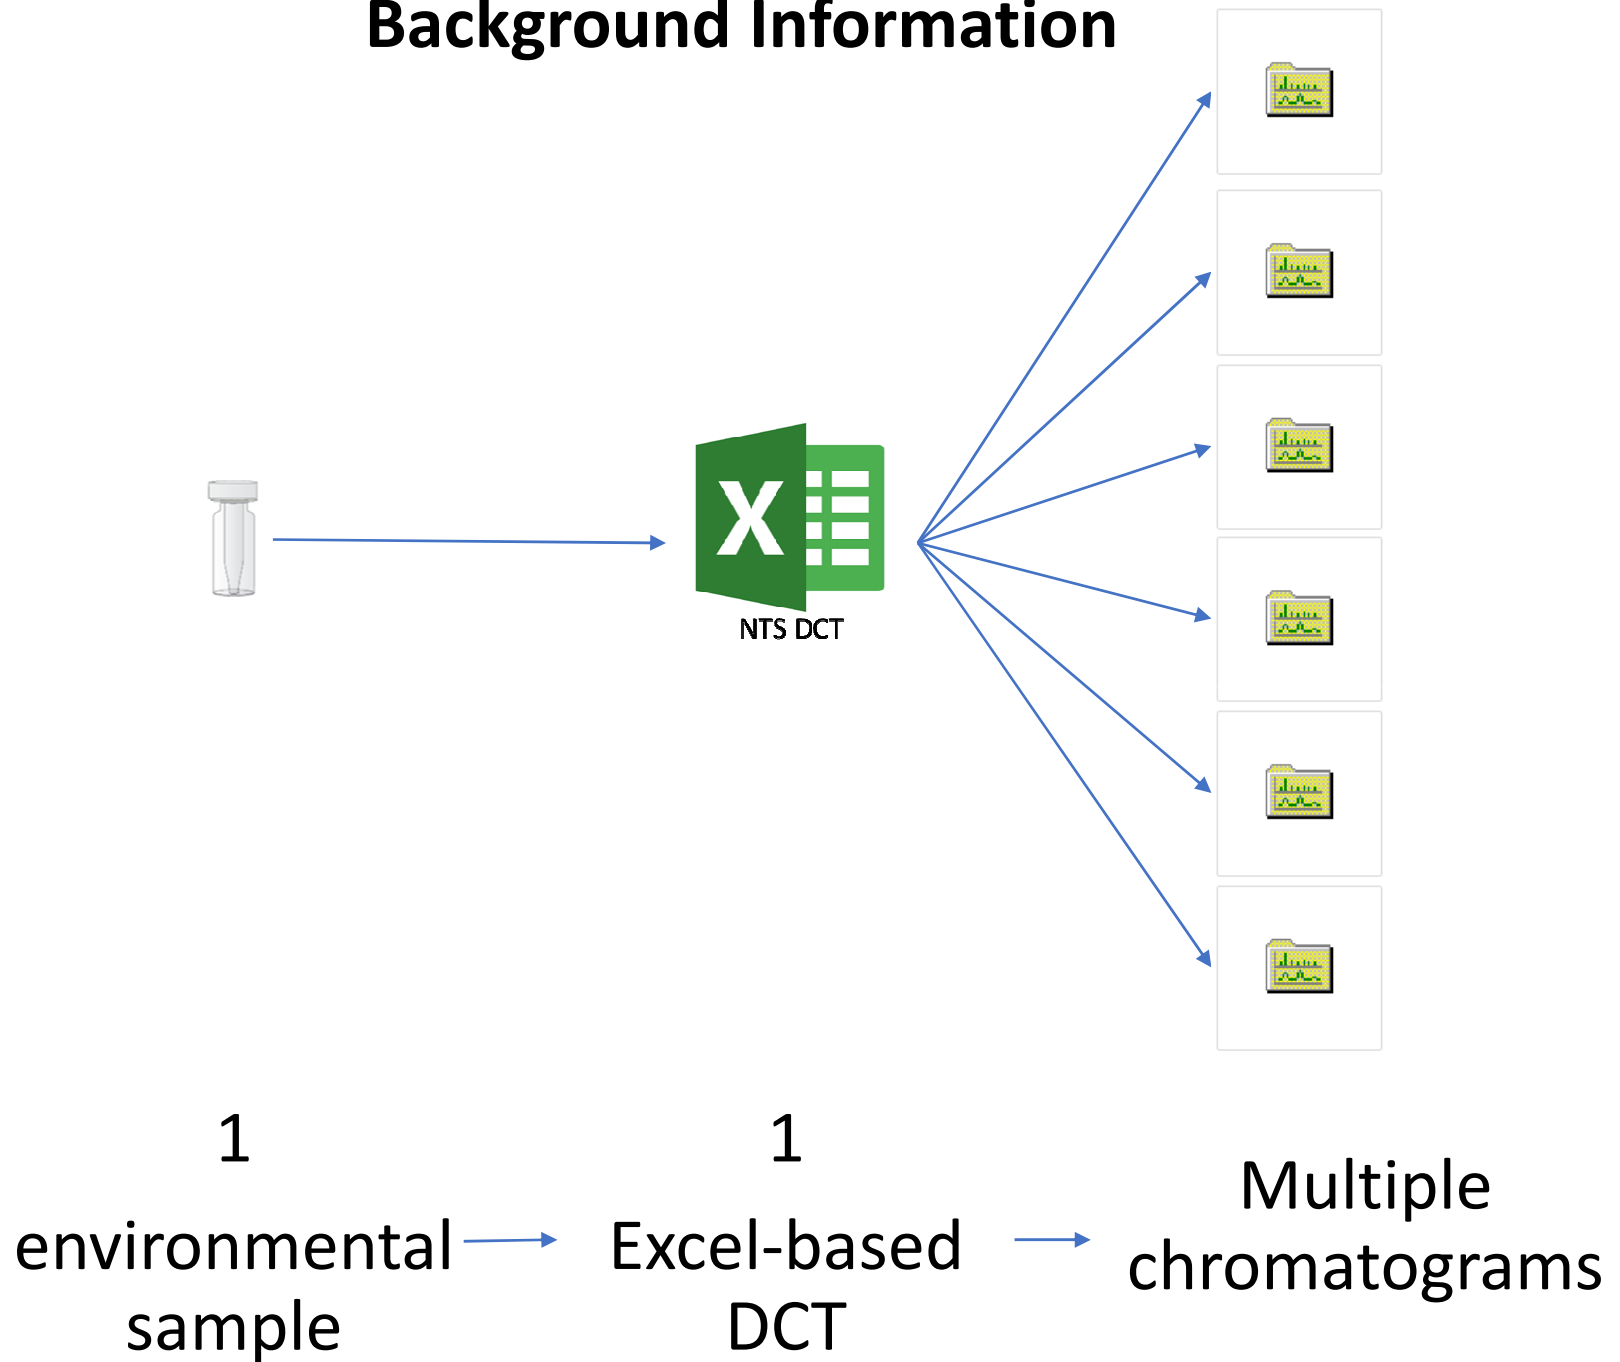 Background Information
X
NTS DCT
1
environmental
sample
1
Excel-based
DCT
Multiple
chromatograms